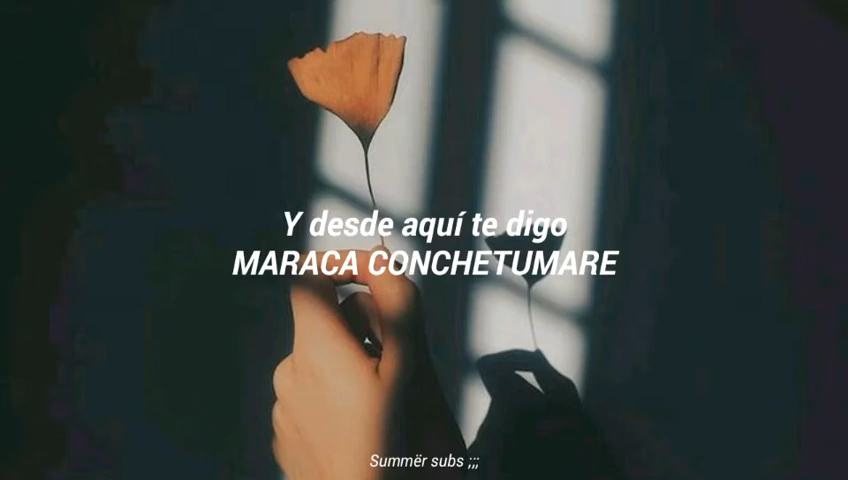 Y desde aquí te digo
MARACA CONCHETUMARE
Summër subs ;;;